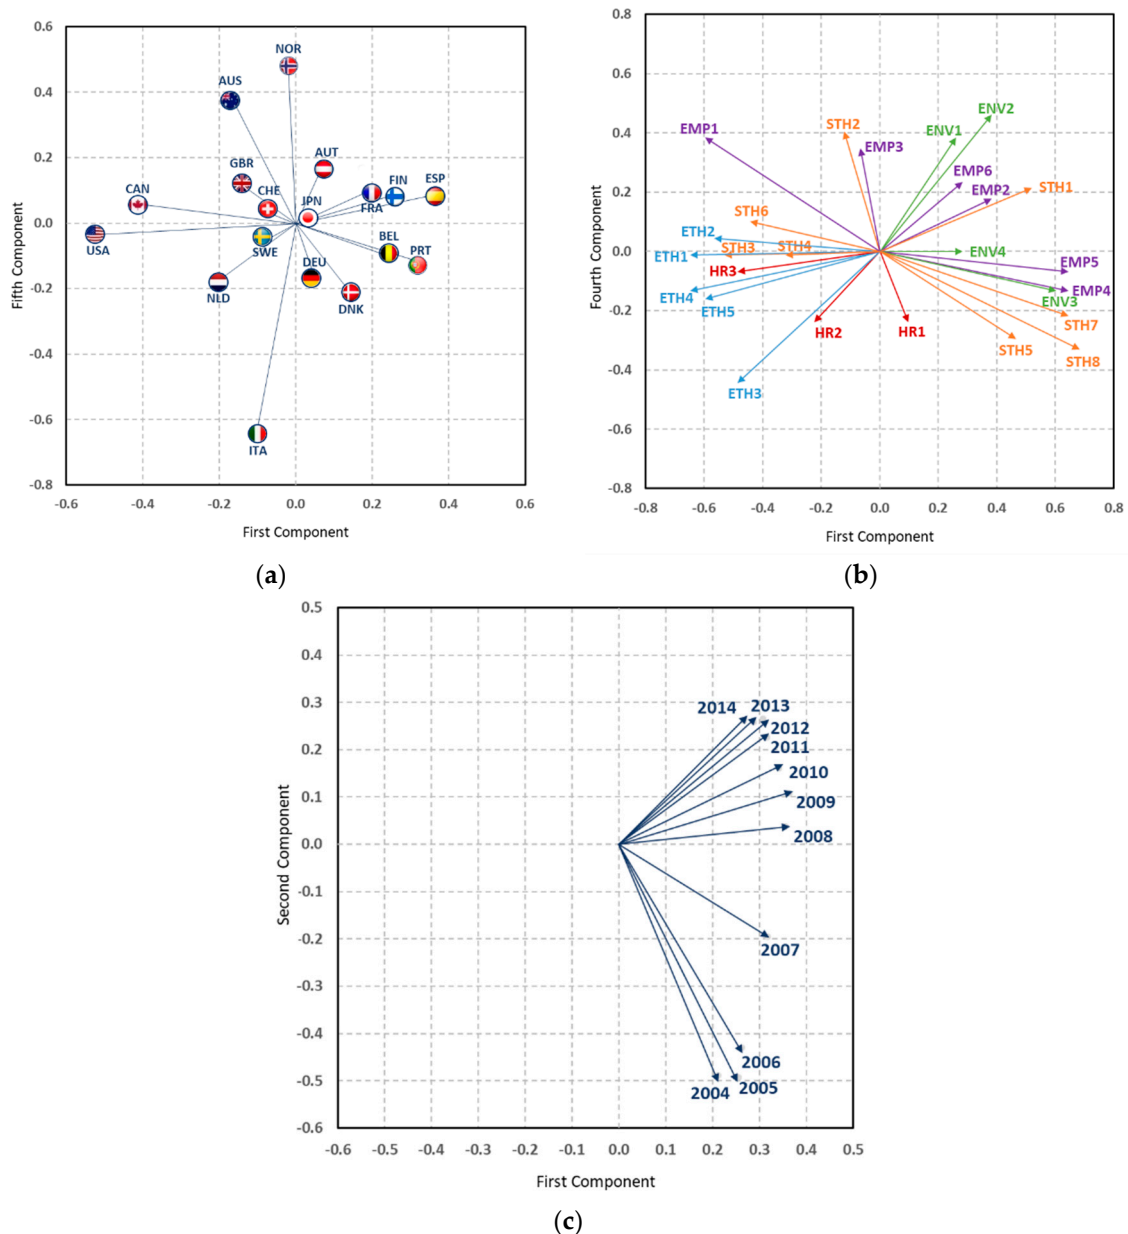 0.6
0.4
0.2
0.0
-0.2
-0.4
-0.6
-0.8
Fifth Component
NOR
AUS
AUT
GBR
CHE
CAN
JPN
FRA
FIN
ESP
USA
SWE
BEL
PRT
DEU
NLD
DNK
ITA
-0.6 -0.4 -0.2 0.0 0.2 0.4 0.6
First Component
(a)
0.8
0.6
0.4
0.2
0.0
-0.2
-0.4
-0.6
-0.8
Fourth Component
ENV2
STH2
ENV1
EMP1
EMP3
EMP6
EMP2
STH1
STH6
ETH2
STH3
STH4
ENV4
ETH1
HR3
EMP5
ETH4
EMP4
ENV3
ETH5
STH7
HR2
HR1
STH5
STH8
ETH3
-0.8 -0.6 -0.4 -0.2 0.0 0.2 0.4 0.6 0.8
First Component
(b)
0.5
0.4
0.3
0.2
0.1
0.0
-0.1
-0.2
-0.3
-0.4
-0.5
-0.6
Second Component
2014
2013
2012
2011
2010
2009
2008
2007
2006
2005
2004
-0.6 -0.5 -0.4 -0.3 -0.2 -0.1 0.0 0.1 0.2 0.3 0.4 0.5
First Component
(c)